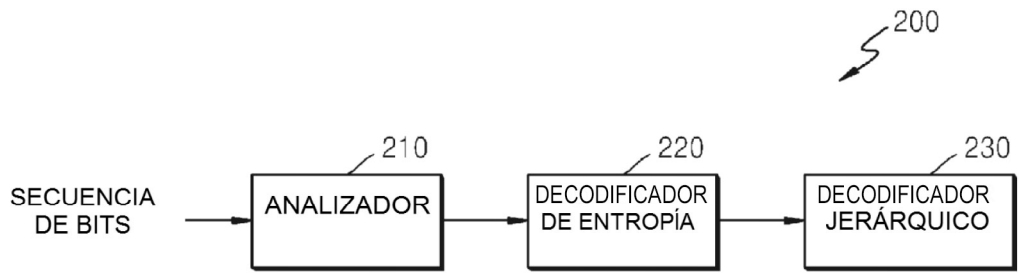 200
210
220
230
SECUENCIA
DE BITS
ANALIZADOR
DECODIFICADOR
DE ENTROPÍA
DECODIFICADOR
JERÁRQUICO